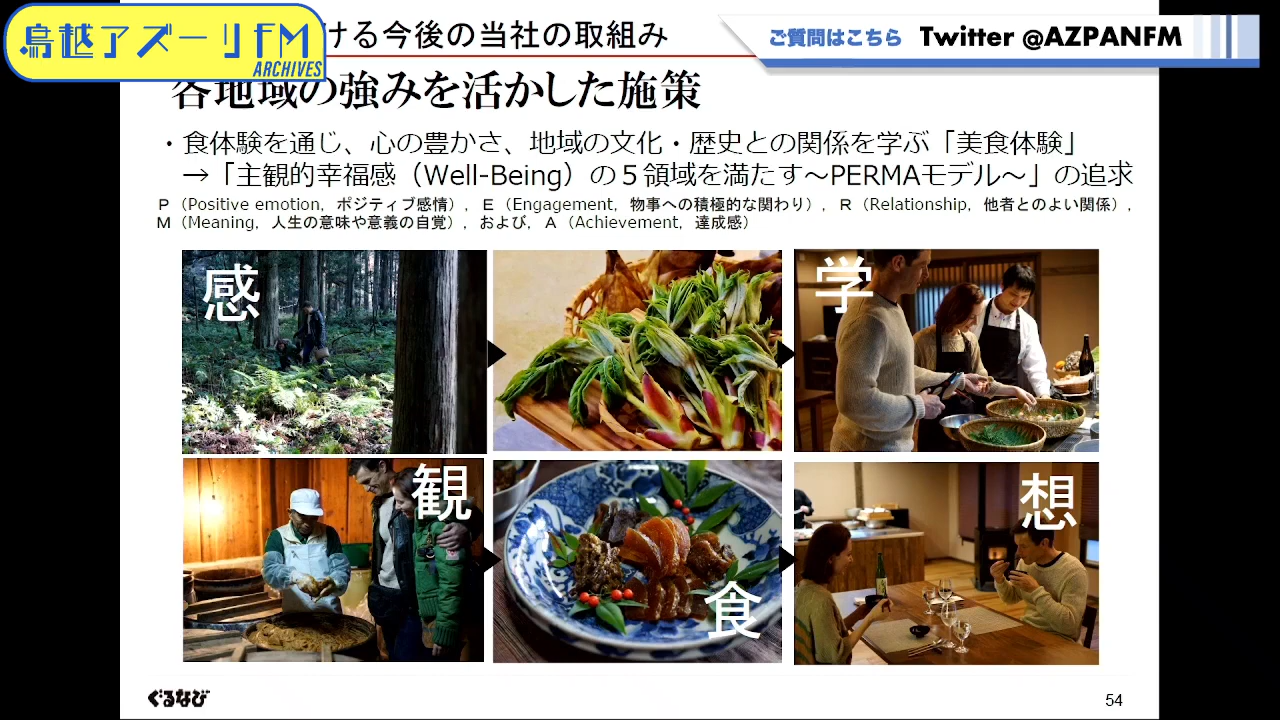 鳥越アズーリFM
ARCHIVES
ける今後の当社の取組み
ご質問はこちら Twitter @AZPANFM
各地域の強みを活かした施策
・食体験を通じ、心の豊かさ、地域の文化・歴史との関係を学ぶ「美食体験」
→「主観的幸福感（Well-Being）の５領域を満たす～PERMAモデル～」の追求
P（Positive emotion，ポジティブ感情），E（Engagement，物事への積極的な関わり），R（Relationship，他者とのよい関係），
M（Meaning，人生の意味や意義の自覚），および，A（Achievement，達成感）
感
学
観
食
想
ぐるなび
54